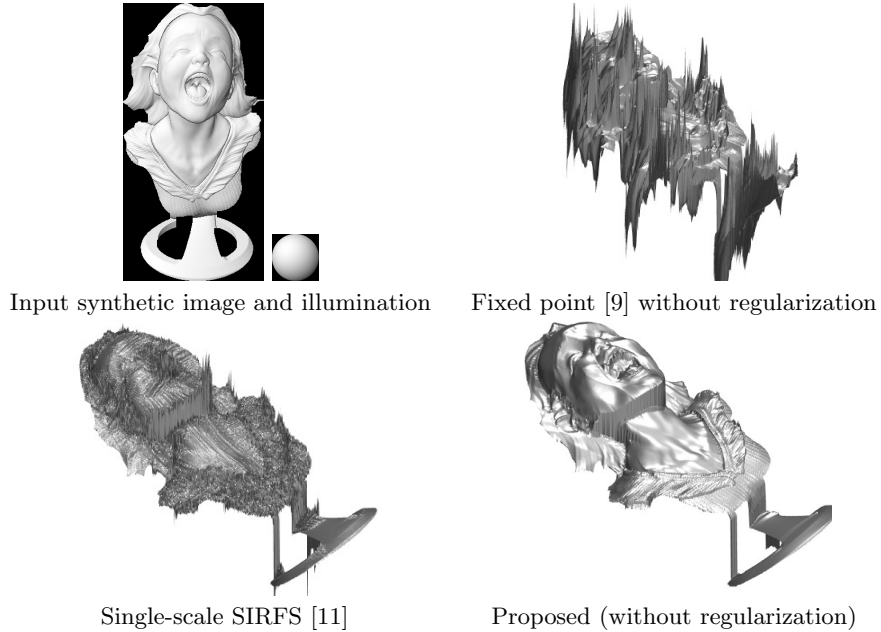 Input synthetic image and illumination
Fixed point [9] without regularization
Single-scale SIRFS [11]
Proposed (without regularization)